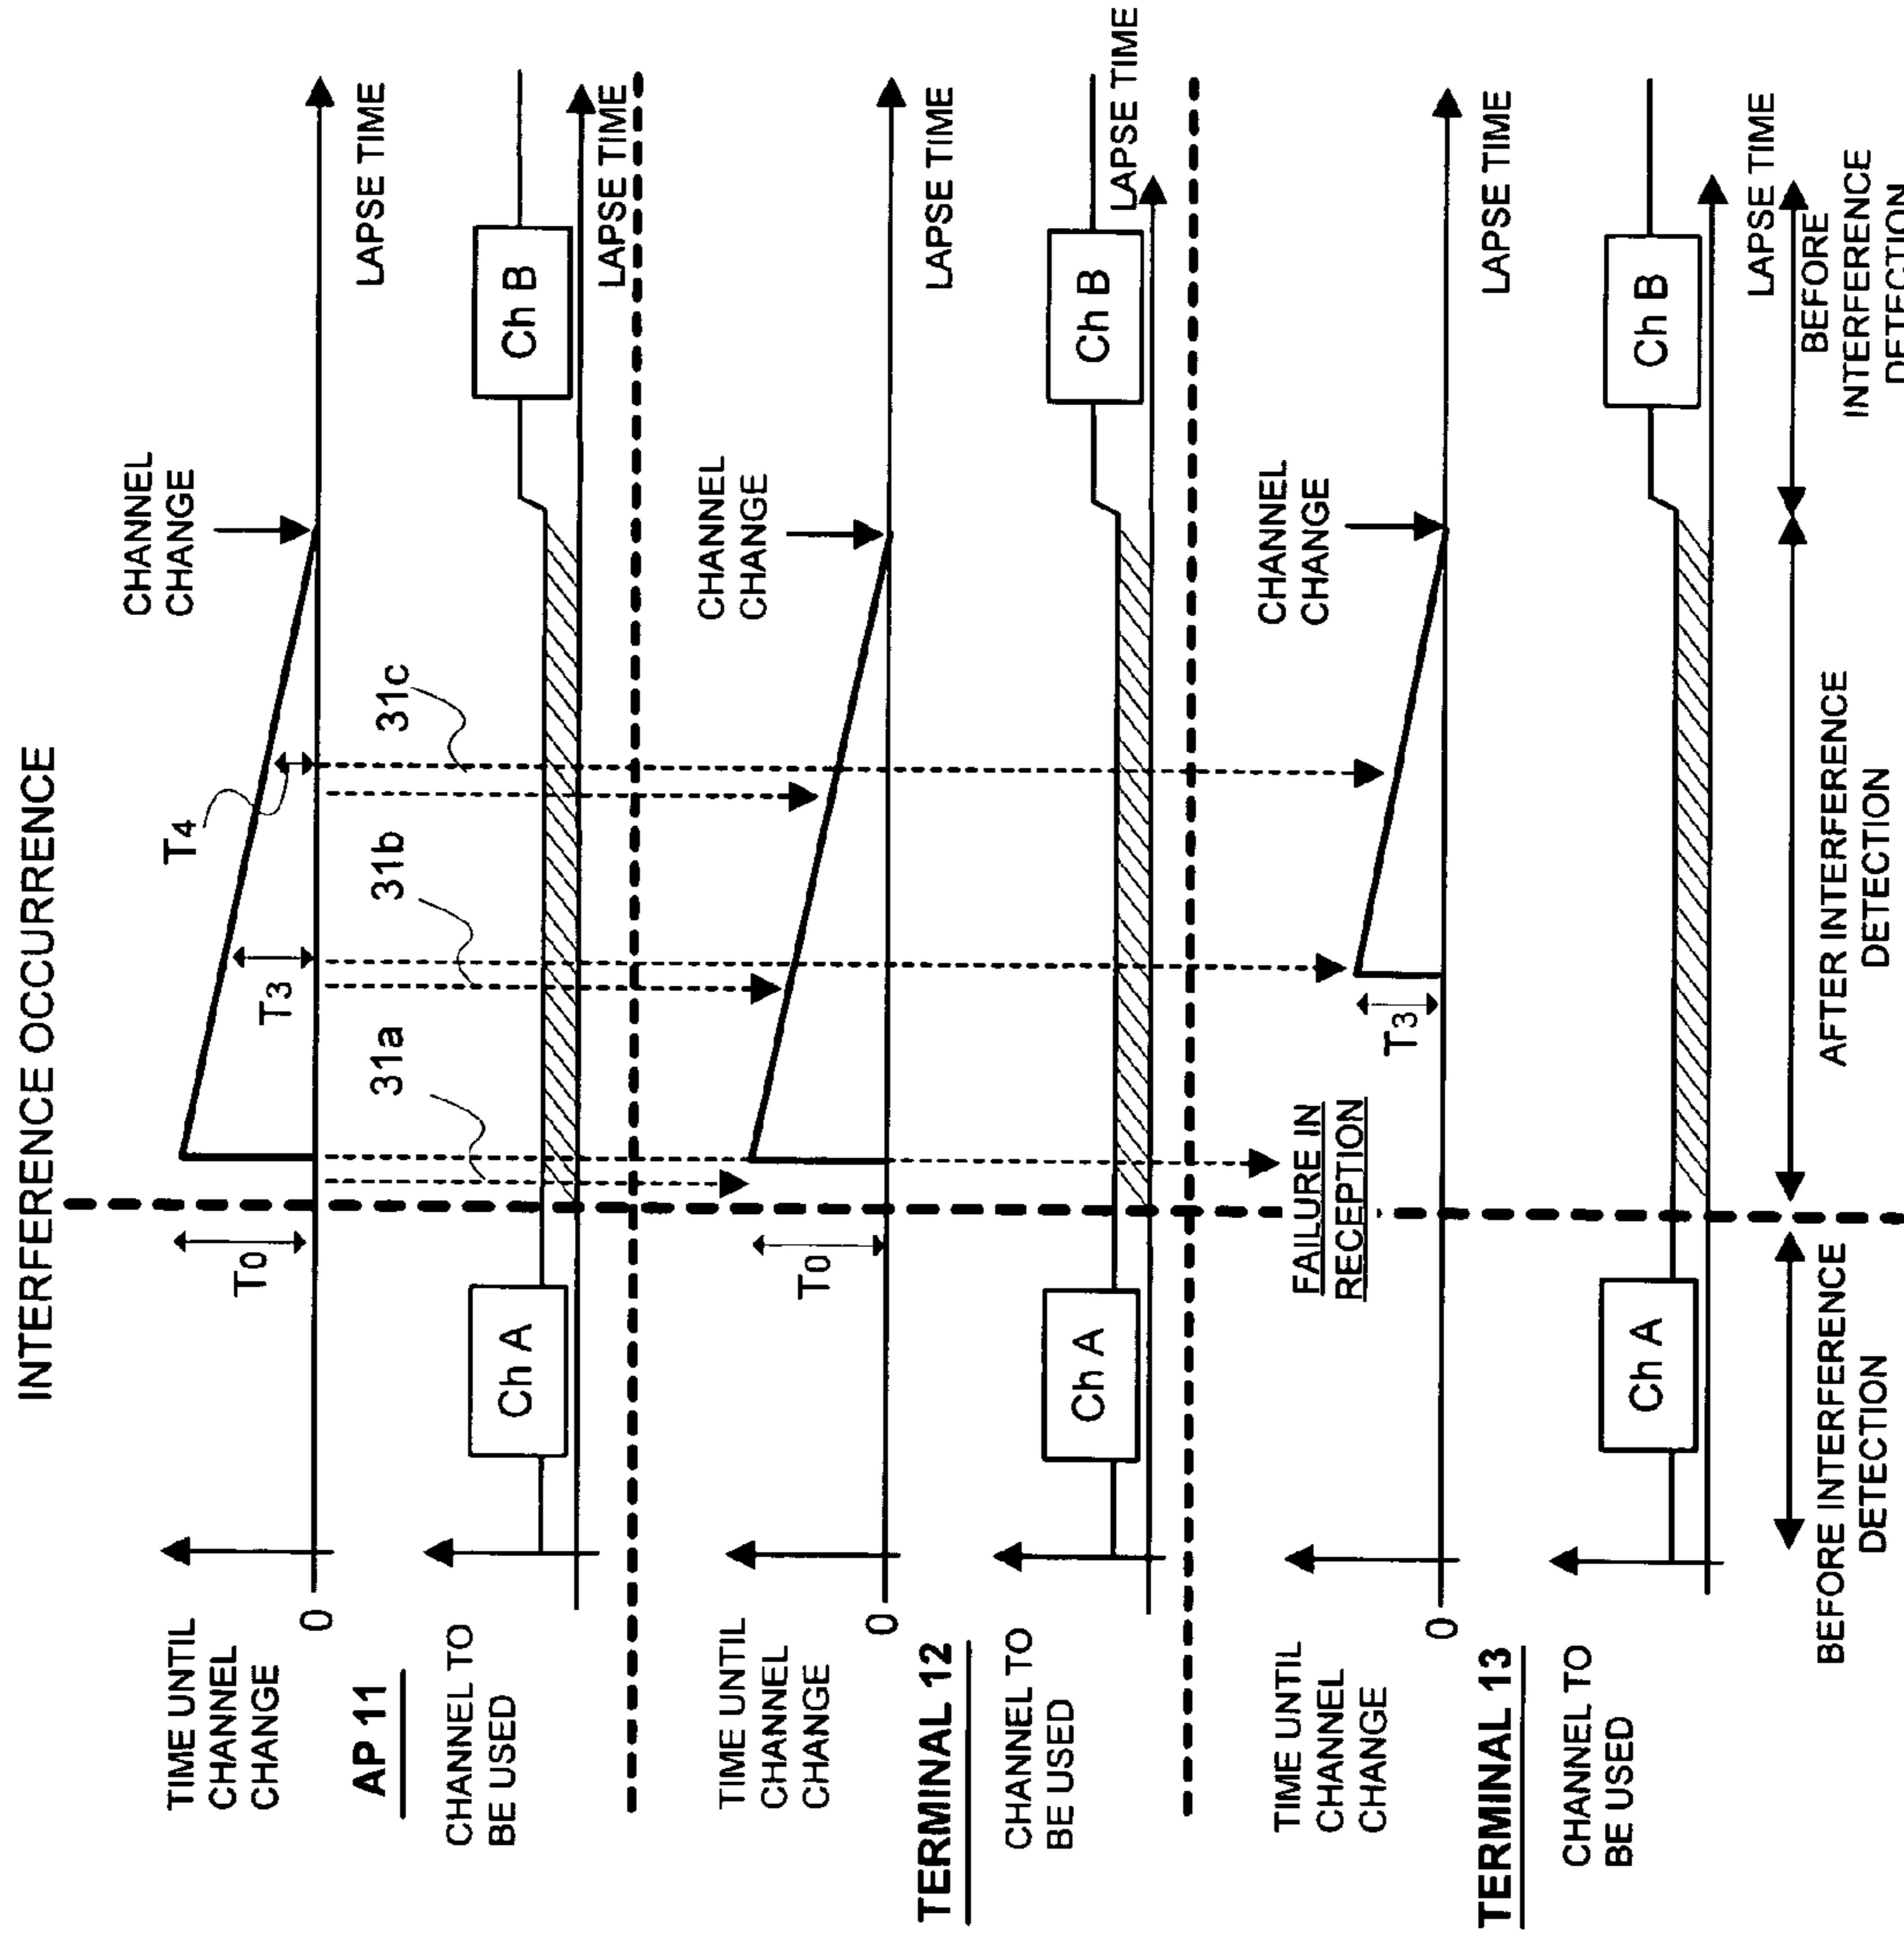 INTERFERENCE OCCURRENCE
TIME UNTIL
CHANNEL
CHANGE
0
T0
T3
T4
CHANNEL
CHANGE
LAPSE TIME
AP 11
CHANNEL TO
BE USED
Ch A
31a
31b
31c
Ch B
LAPSE TIME
TIME UNTIL
CHANNEL
CHANGE
0
T0
CHANNEL
CHANGE
LAPSE TIME
TERMINAL 12
CHANNEL TO
BE USED
Ch A
Ch B
LAPSE TIME
TIME UNTIL
CHANNEL
CHANGE
0
FAILURE IN
RECEPTION
T3
CHANNEL
CHANGE
LAPSE TIME
TERMINAL 13
CHANNEL TO
BE USED
Ch A
Ch B
LAPSE TIME
BEFORE INTERFERENCE
DETECTION
AFTER INTERFERENCE
DETECTION
BEFORE
INTERFERENCE
DETECTION